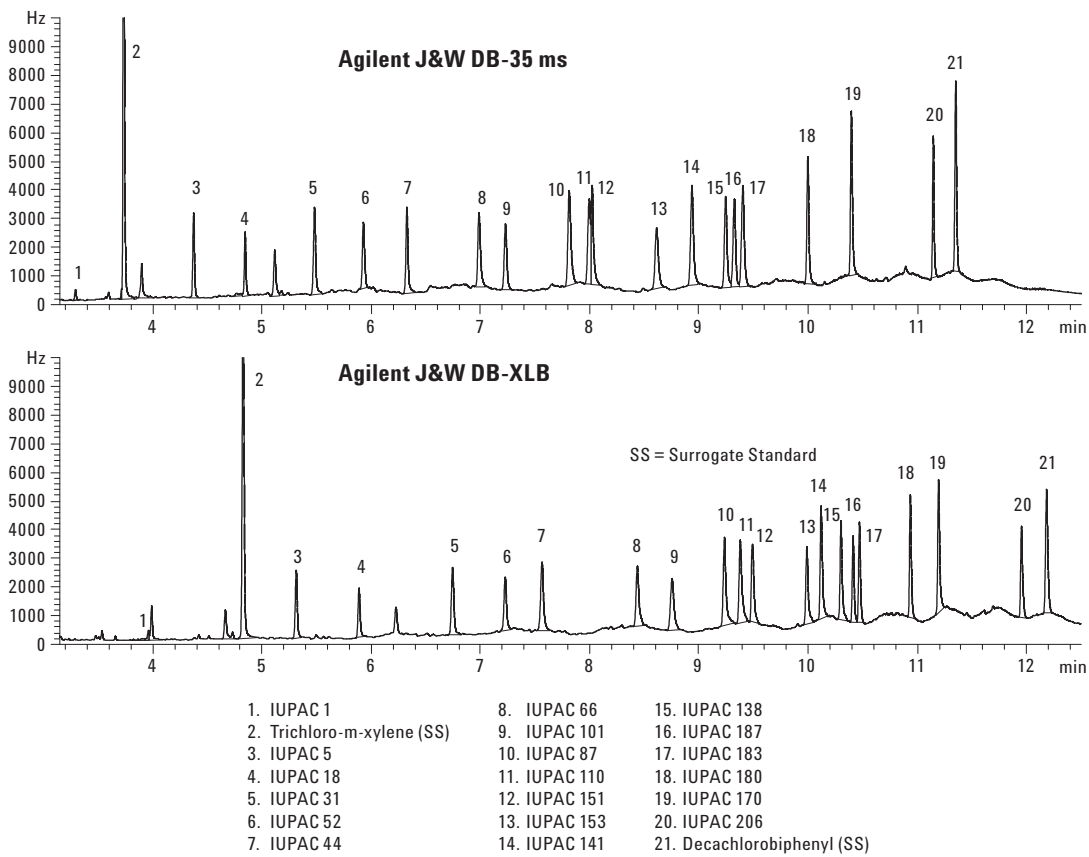 Hz
Agilent J&W DB-35 ms
9000
8000
7000
6000
5000
4000
3000
2000
1000
0
1
2
3
4
5
6
7
8
9
10
11
12
13
14
15
16
17
18
19
20
21
4 5 6 7 8 9 10 11 12 min
Hz
Agilent J&W DB-XLB
SS = Surrogate Standard
9000
8000
7000
6000
5000
4000
3000
2000
1000
0
1
2
3
4
5
6
7
8
9
10
11
12
13
14
15
16
17
18
19
20
21
4 5 6 7 8 9 10 11 12 min
1. IUPAC 1
2. Trichloro-m-xylene (SS)
3. IUPAC 5
4. IUPAC 18
5. IUPAC 31
6. IUPAC 52
7. IUPAC 44
8. IUPAC 66
9. IUPAC 101
10. IUPAC 87
11. IUPAC 110
12. IUPAC 151
13. IUPAC 153
14. IUPAC 141
15. IUPAC 138
16. IUPAC 187
17. IUPAC 183
18. IUPAC 180
19. IUPAC 170
20. IUPAC 206
21. Decachlorobiphenyl (SS)